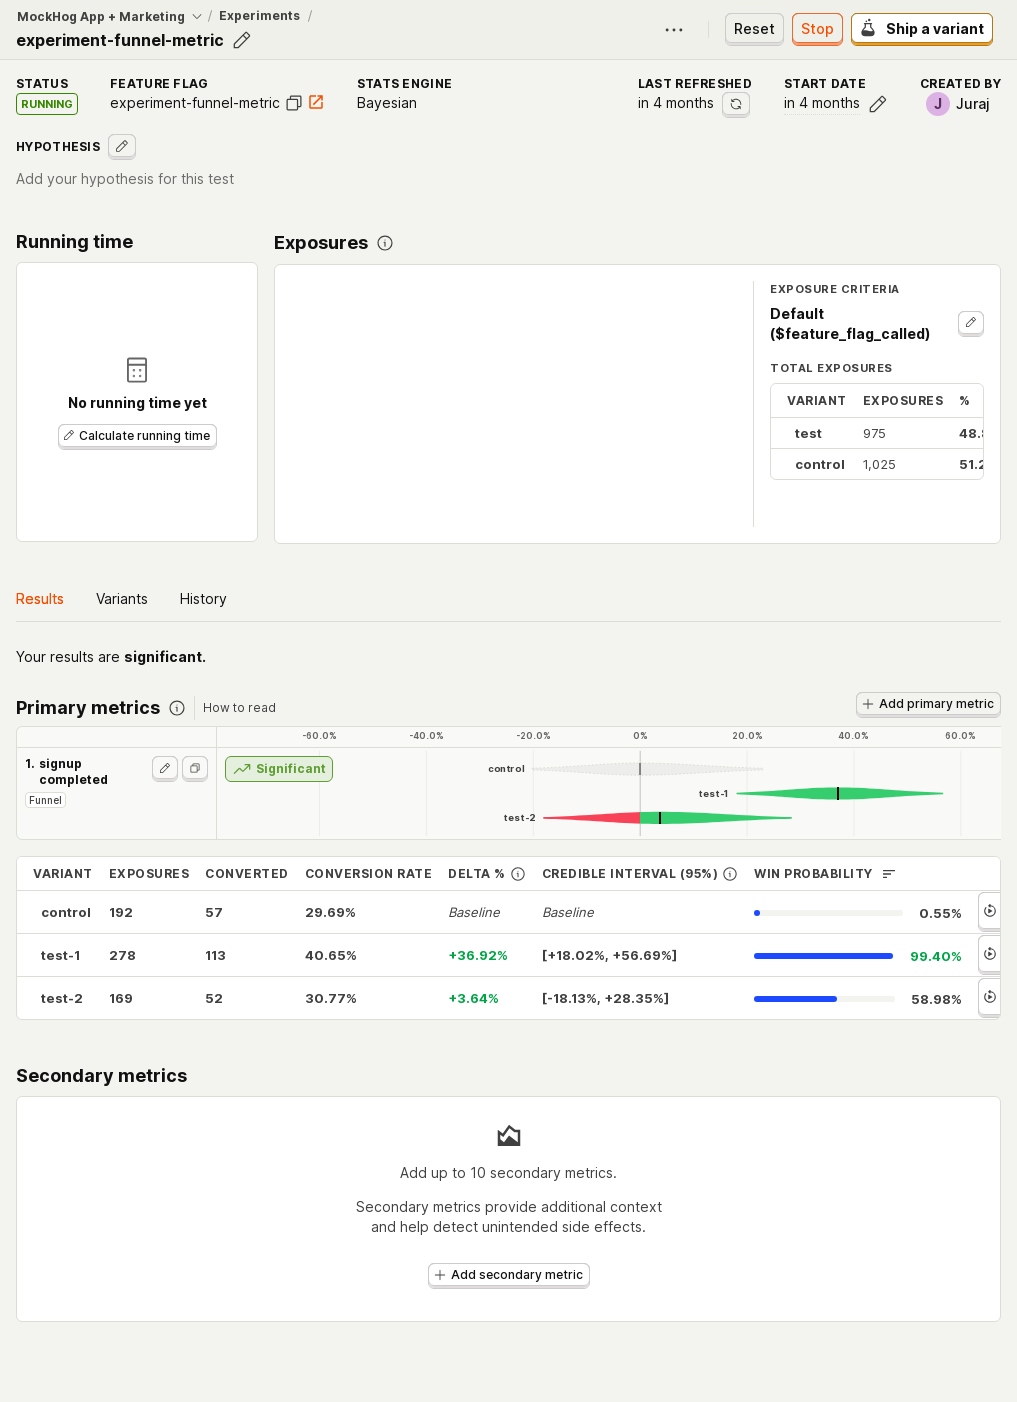 MockHog App + Marketing / Experiments /
experiment-funnel-metric
Reset
Stop
Ship a variant
STATUS
RUNNING
FEATURE FLAG
experiment-funnel-metric
STATS ENGINE
Bayesian
LAST REFRESHED
in 4 months
START DATE
in 4 months
CREATED BY
J Juraj
HYPOTHESIS
Add your hypothesis for this test
Running time
No running time yet
Calculate running time
Exposures
EXPOSURE CRITERIA
Default
($feature_flag_called)
TOTAL EXPOSURES
VARIANT EXPOSURES %
test 975 48.8
control 1,025 51.2
Results Variants History
Your results are significant.
Primary metrics How to read
Add primary metric
-60.0% -40.0% -20.0% 0% 20.0% 40.0% 60.0%
1. signup
completed
Funnel
Significant
control
test-1
test-2
VARIANT EXPOSURES CONVERTED CONVERSION RATE DELTA % CREDIBLE INTERVAL (95%) WIN PROBABILITY
control 192 57 29.69% Baseline Baseline 0.55%
test-1 278 113 40.65% +36.92% [+18.02%, +56.69%] 99.40%
test-2 169 52 30.77% +3.64% [-18.13%, +28.35%] 58.98%
Secondary metrics
Add up to 10 secondary metrics.
Secondary metrics provide additional context
and help detect unintended side effects.
Add secondary metric